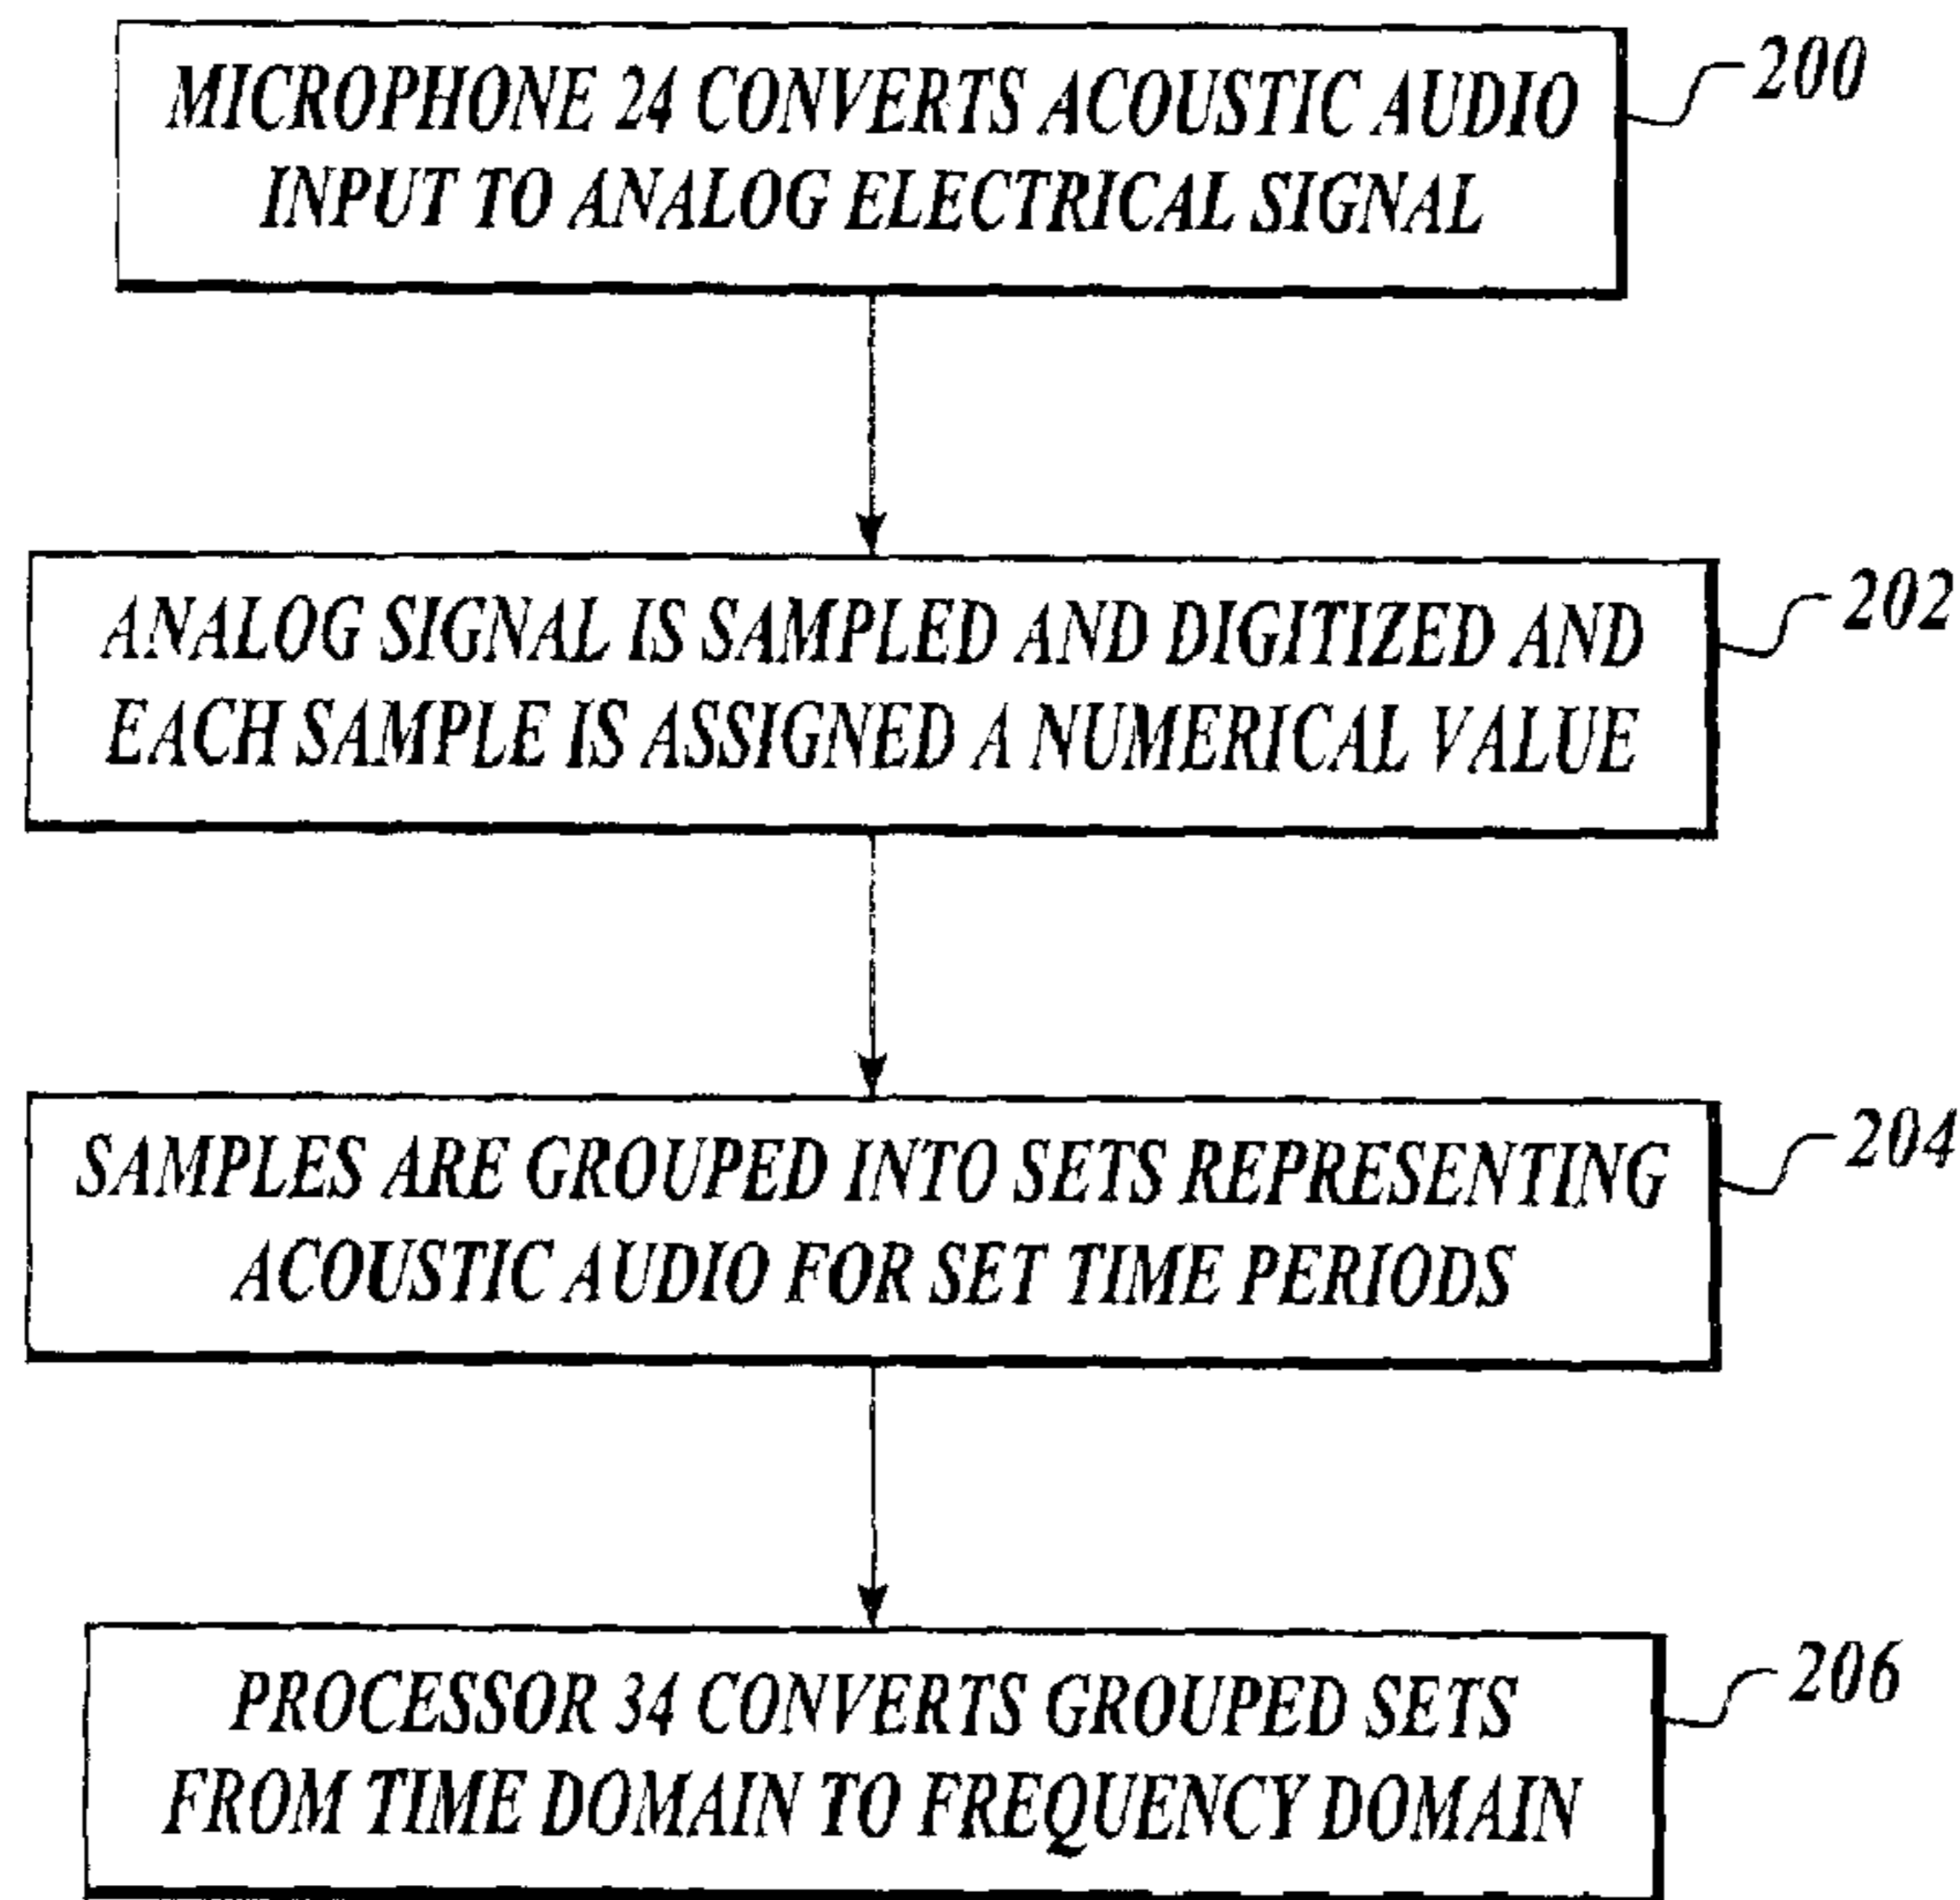 MICROPHONE 24 CONVERTS ACOUSTIC AUDIO
INPUT TO ANALOG ELECTRICAL SIGNAL
200
ANALOG SIGNAL IS SAMPLED AND DIGITIZED AND
EACH SAMPLE IS ASSIGNED A NUMERICAL VALUE
202
SAMPLES ARE GROUPED INTO SETS REPRESENTING
ACOUSTIC AUDIO FOR SET TIME PERIODS
204
PROCESSOR 34 CONVERTS GROUPED SETS
FROM TIME DOMAIN TO FREQUENCY DOMAIN
206